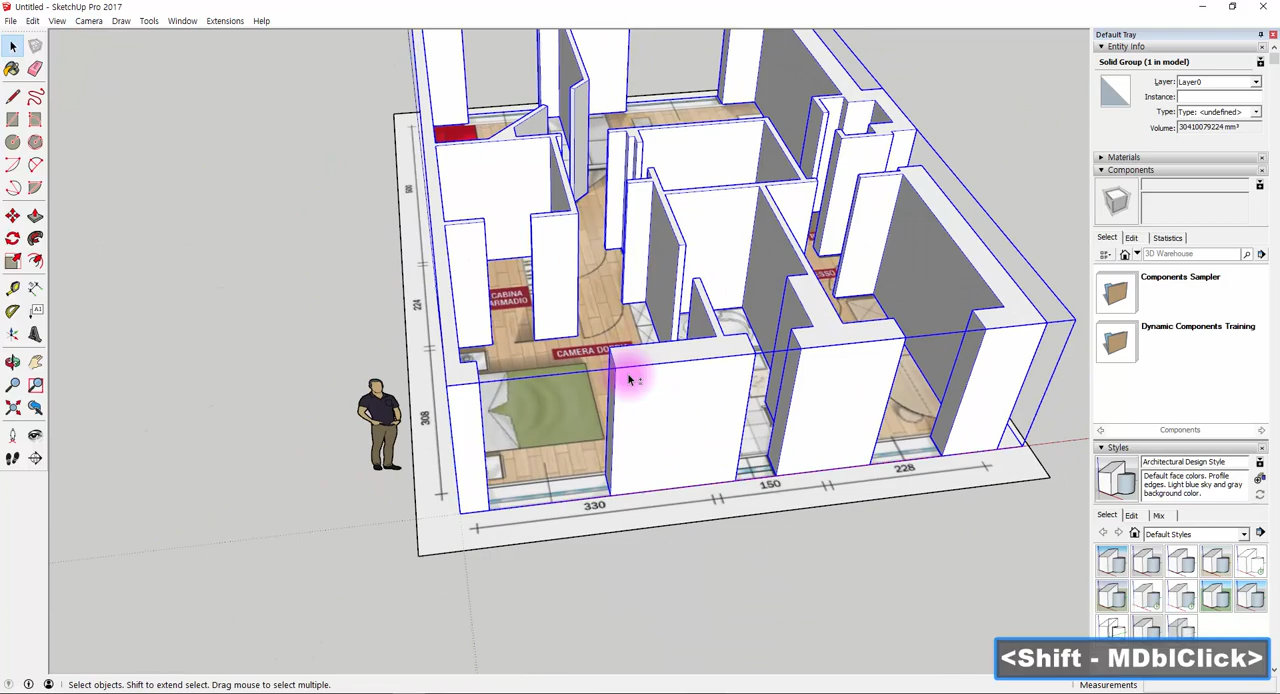 Untitled - SketchUp Pro 2017
File Edit View Camera Draw Tools Window Extensions Help
Default Tray
Entity Info
Solid Group (1 in model)
Layer: Layer0
Instance:
Type: Type: <undefined>
Volume: 30410079224 mm³
Materials
Components
Select Edit Statistics
3D Warehouse
Components Sampler
Dynamic Components Training
Components
Styles
Architectural Design Style
Default face colors. Profile
edges. Light blue sky and gray
background color.
Select Edit Mix
Default Styles
CABINA
ARMADIO
224
308
330
150
228
<Shift - MDblClick>
Select objects. Shift to extend select. Drag mouse to select multiple.
Measurements